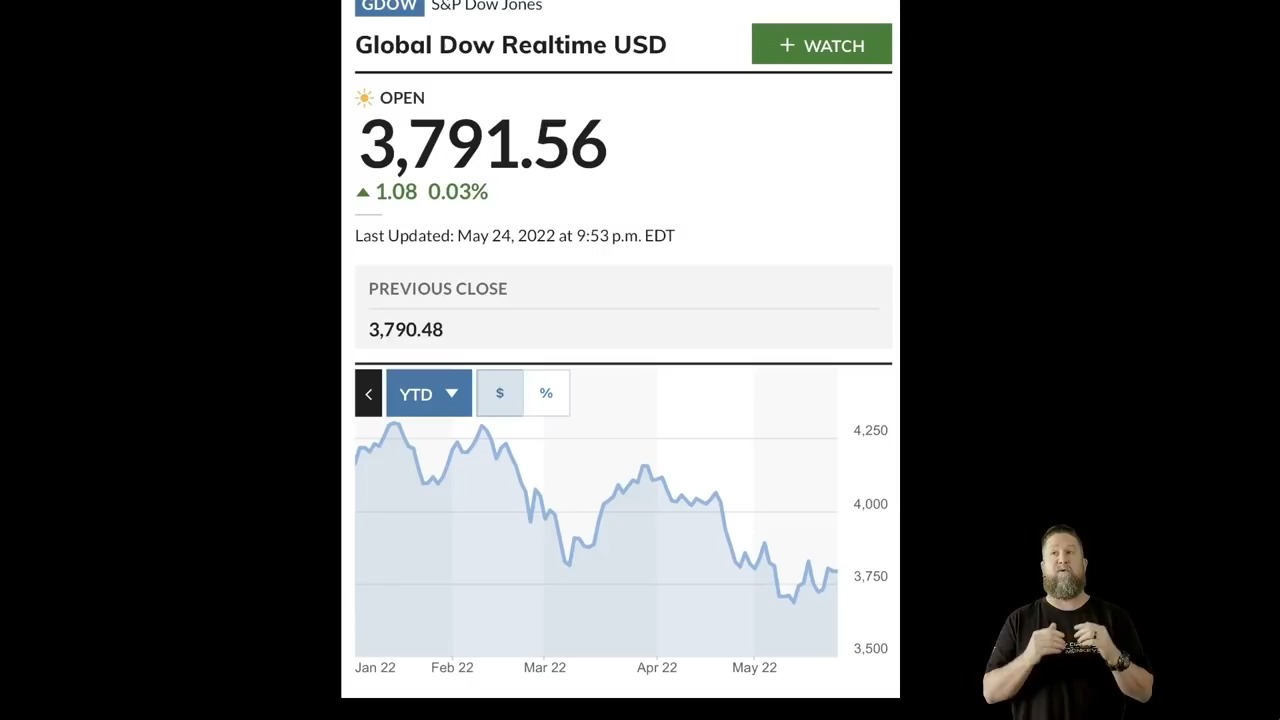 GDOW S&P Dow Jones
Global Dow Realtime USD
+ WATCH
OPEN
3,791.56
1.08 0.03%
Last Updated: May 24, 2022 at 9:53 p.m. EDT
PREVIOUS CLOSE
3,790.48
YTD $ %
4,250
4,000
3,750
3,500
Jan 22 Feb 22 Mar 22 Apr 22 May 22